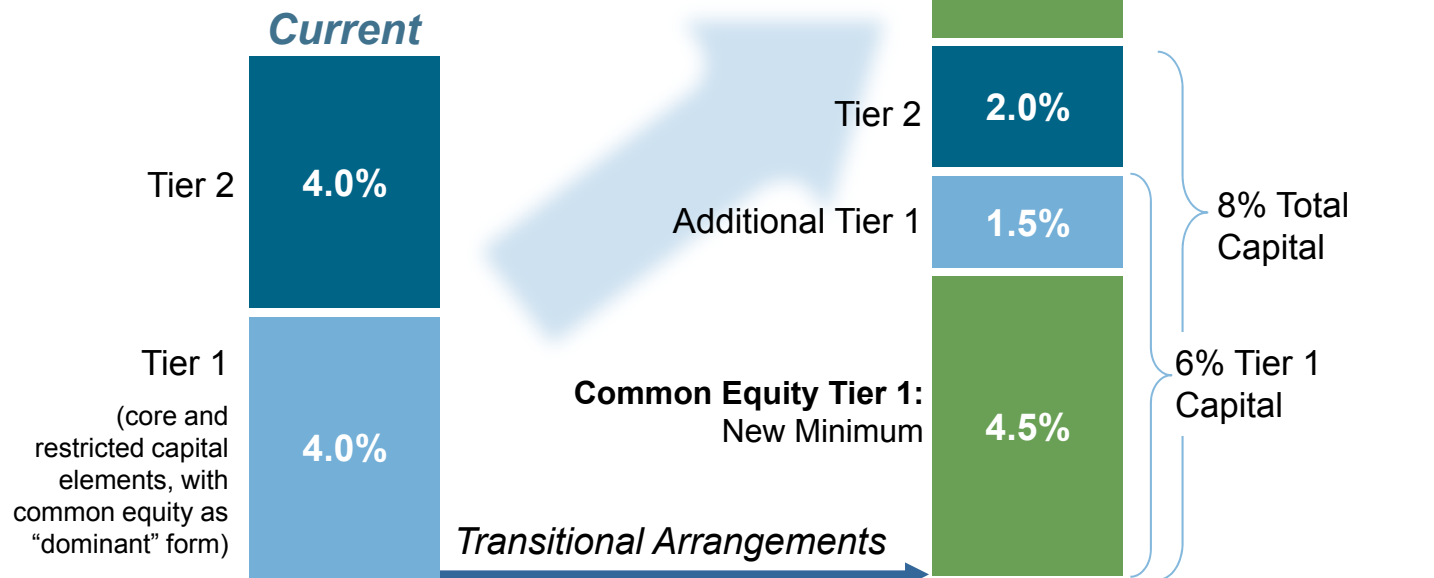 Current
Tier 2
4.0%
Tier 1
(core and
restricted capital
elements, with
common equity as
“dominant” form)
4.0%
Transitional Arrangements
Tier 2
2.0%
Additional Tier 1
1.5%
Common Equity Tier 1:
New Minimum
4.5%
8% Total
Capital
6% Tier 1
Capital